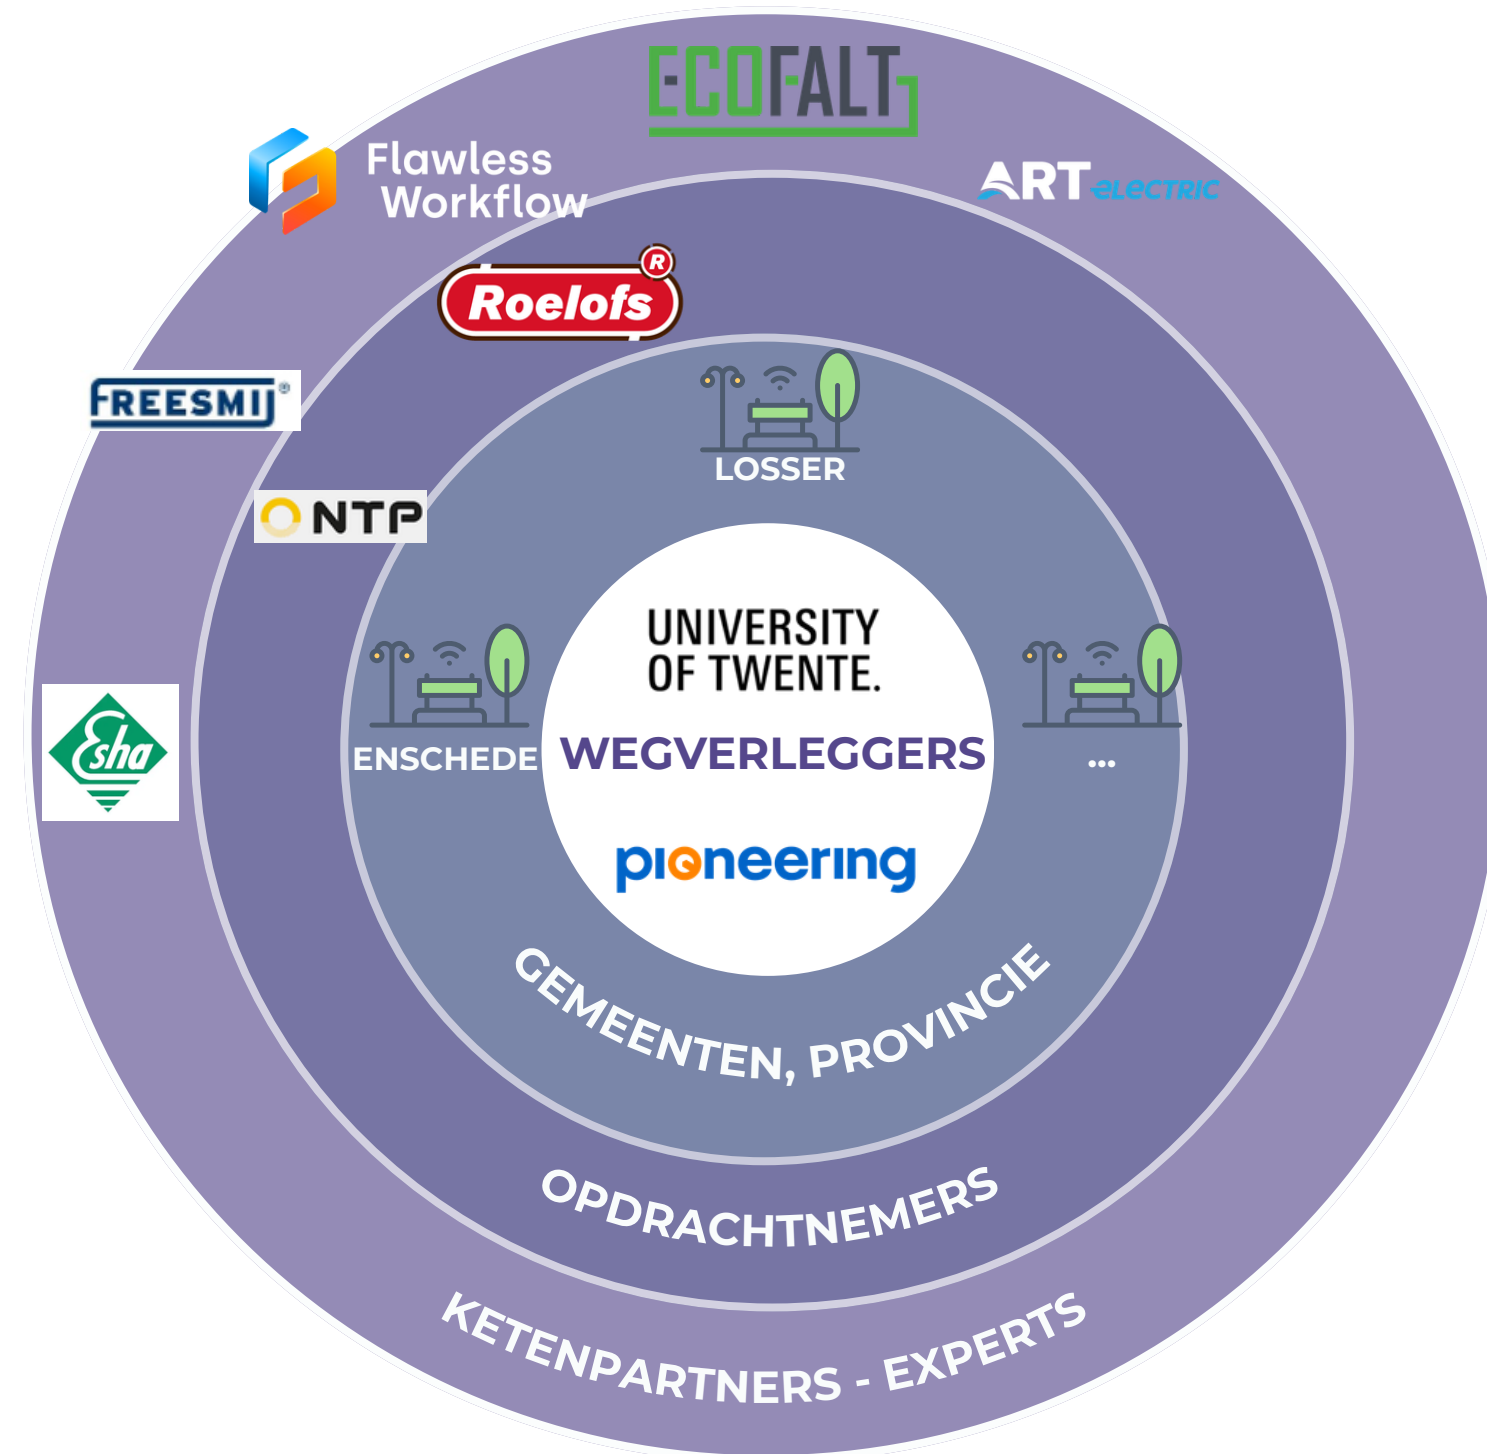 ECOFALT
Flawless
Workflow
ART ELECTRIC
Roelofs
R
FREESMIJ®
LOSSER
NTP
UNIVERSITY
OF TWENTE.
ENSCHEDE
WEGVERLEGGERS
...
Esha
pioneering
GEMEENTEN, PROVINCIE
OPDRACHTNEMERS
KETENPARTNERS - EXPERTS